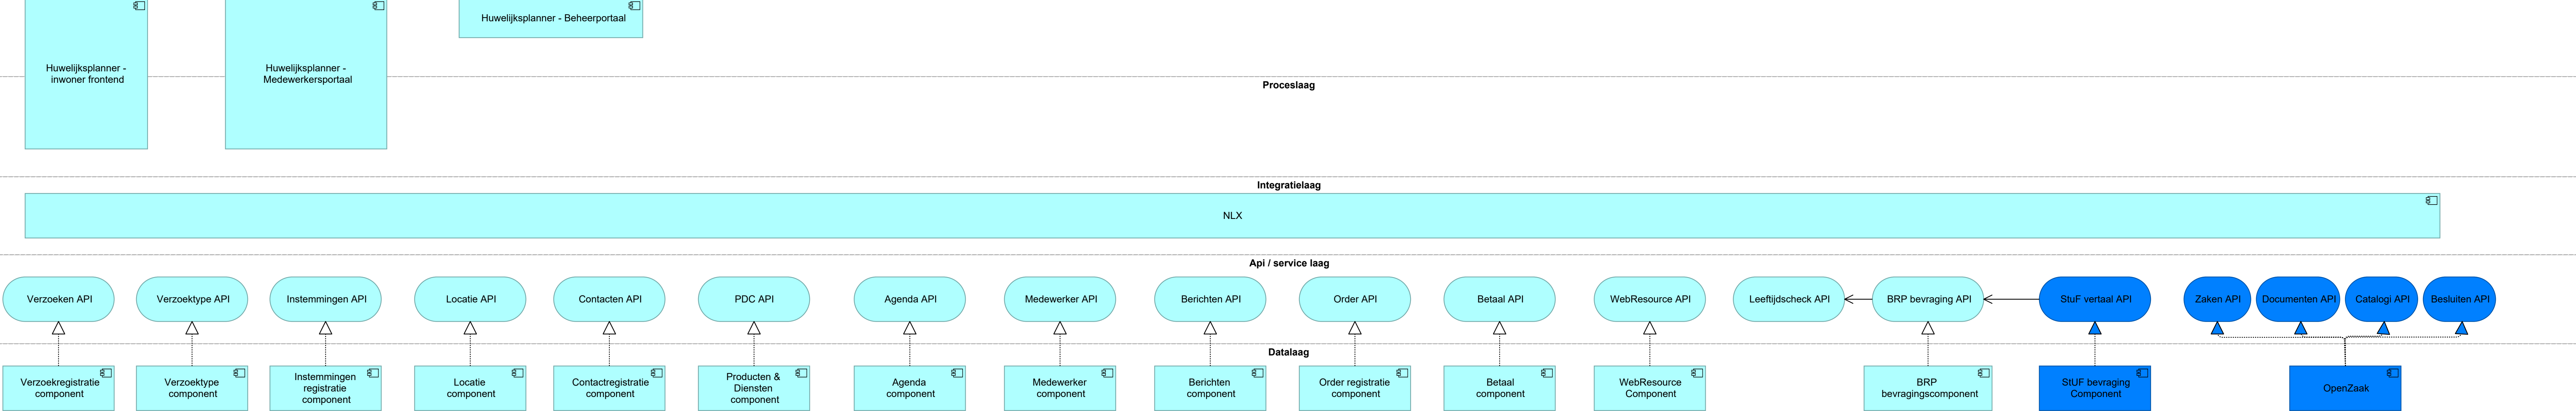 Huwelijksplanner - Beheerportaal
Huwelijksplanner -
inwoner frontend
Huwelijksplanner -
Medewerkersportaal
Proceslaag
Integratielaag
NLX
Api / service laag
Verzoeken API
Verzoektype API
Instemmingen API
Locatie API
Contacten API
PDC API
Agenda API
Medewerker API
Berichten API
Order API
Betaal API
WebResource API
Leeftijdscheck API
BRP bevraging API
StuF vertaal API
Zaken API
Documenten API
Catalogi API
Besluiten API
Datalaag
Verzoekregistratie
component
Verzoektype
component
Instemmingen
registratie
component
Locatie
component
Contactregistratie
component
Producten &
Diensten
component
Agenda
component
Medewerker
component
Berichten
component
Order registratie
component
Betaal
component
WebResource
Component
BRP
bevragingscomponent
StUF bevraging
Component
OpenZaak